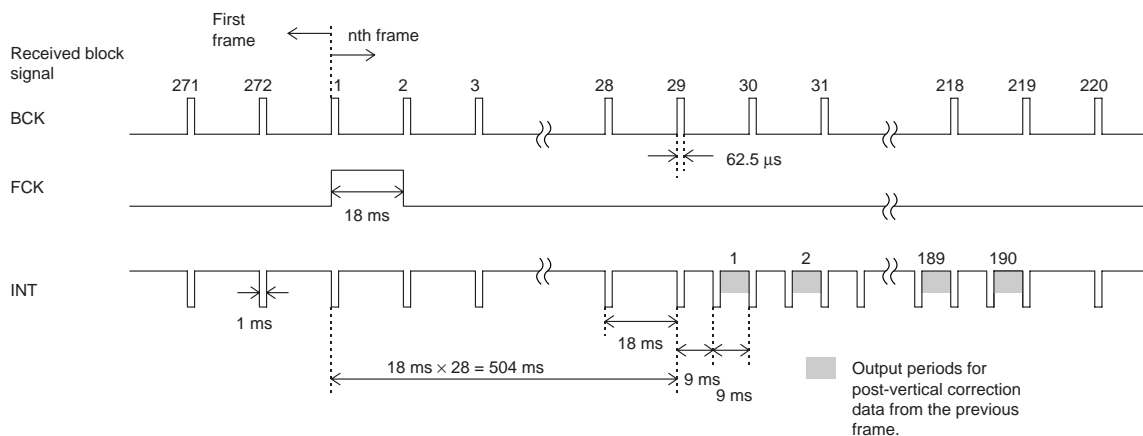 First
frame
nth frame
Received block
signal
271 272 1 2 3 28 29 30 31 218 219 220
BCK
62.5 μs
FCK
18 ms
1 2 189 190
INT
1 ms
18 ms
18 ms × 28 = 504 ms
9 ms
9 ms
Output periods for
post-vertical correction
data from the previous
frame.